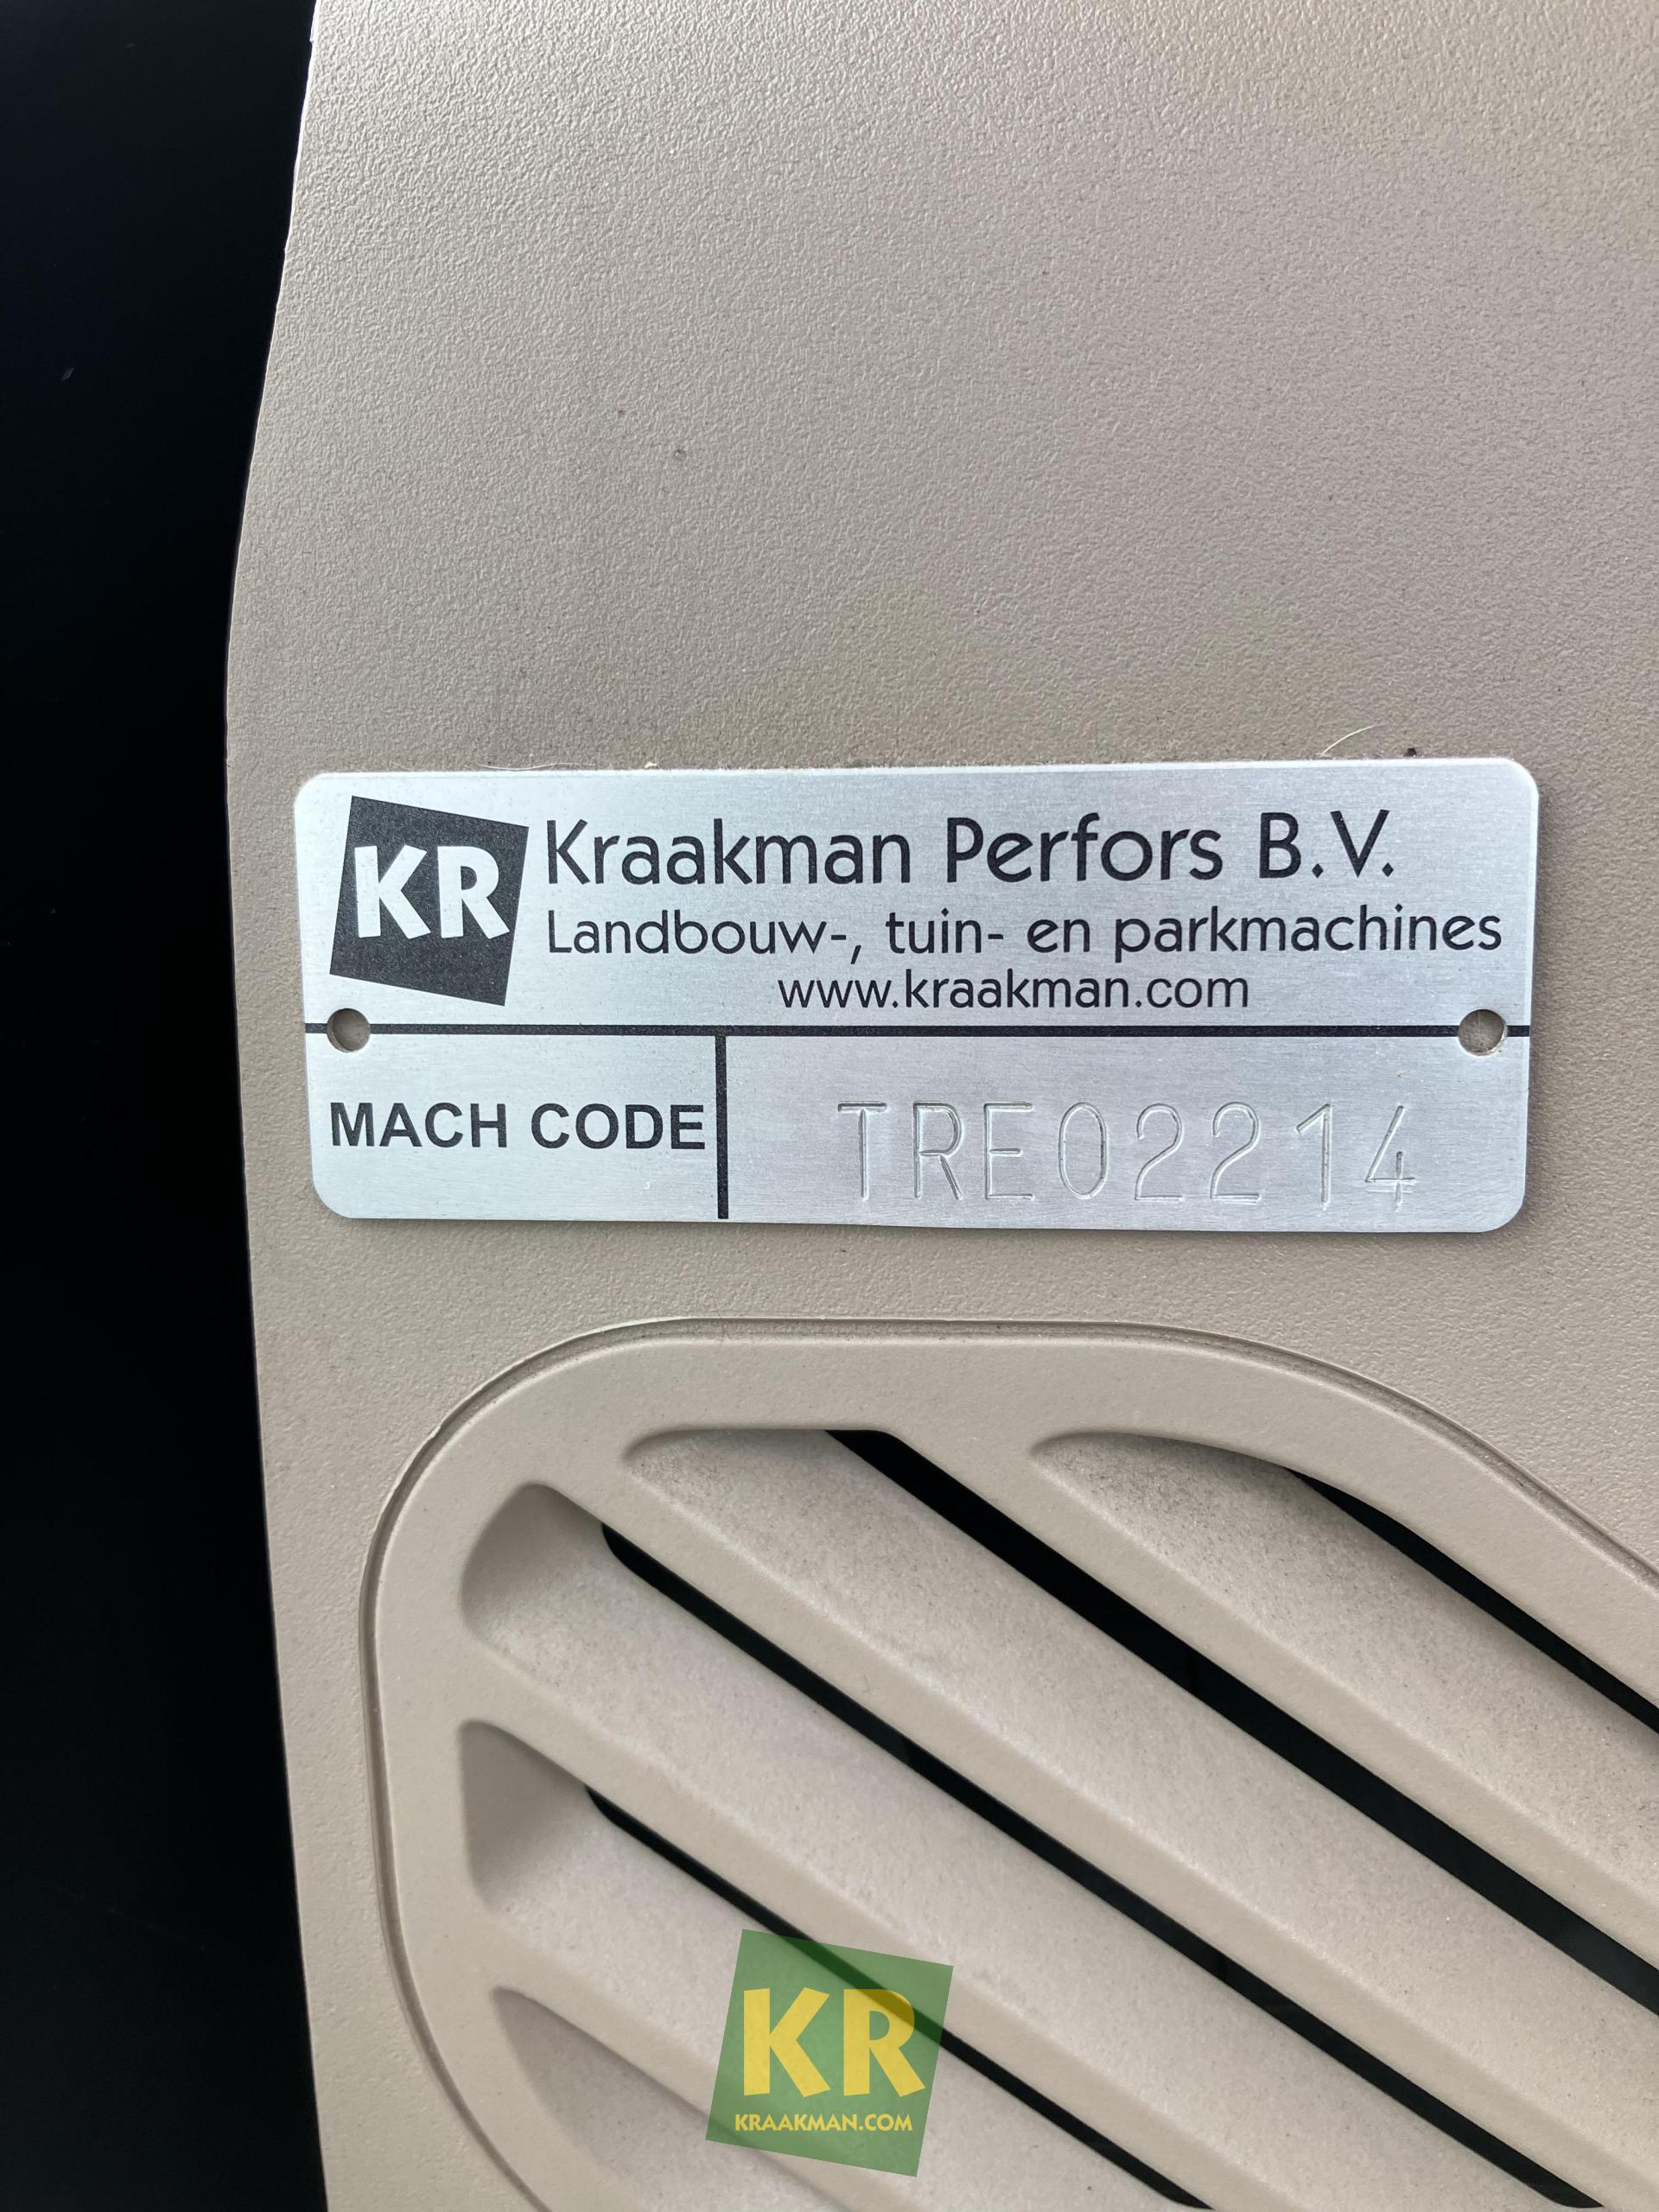 KR
Kraakman Perfors B.V.
Landbouw-, tuin- en parkmachines
www.kraakman.com
MACH CODE
TRE02214
KR
KRAAKMAN.COM